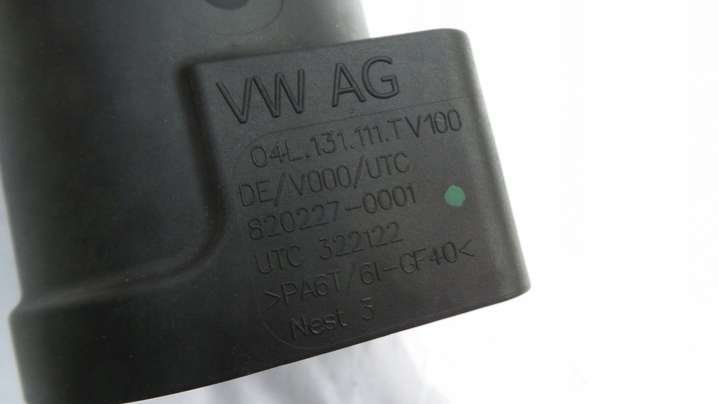 VW AG
04L.131.111.TV100
DE/V000/UTC
820227-0001
UTC 322122
>PA6T/6I-GF40<
Nest 3